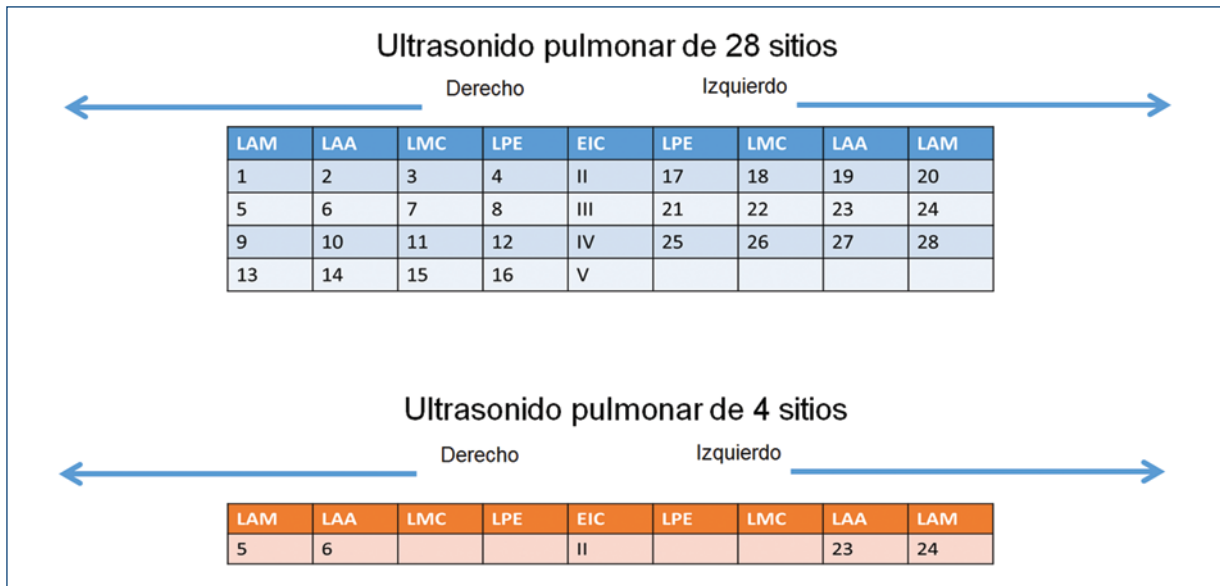 Ultrasonido pulmonar de 28 sitios
Derecho Izquierdo
LAM LAA LMC LPE EIC LPE LMC LAA LAM
1 2 3 4 II 17 18 19 20
5 6 7 8 III 21 22 23 24
9 10 11 12 IV 25 26 27 28
13 14 15 16 V
Ultrasonido pulmonar de 4 sitios
Derecho Izquierdo
LAM LAA LMC LPE EIC LPE LMC LAA LAM
5 6 II 23 24